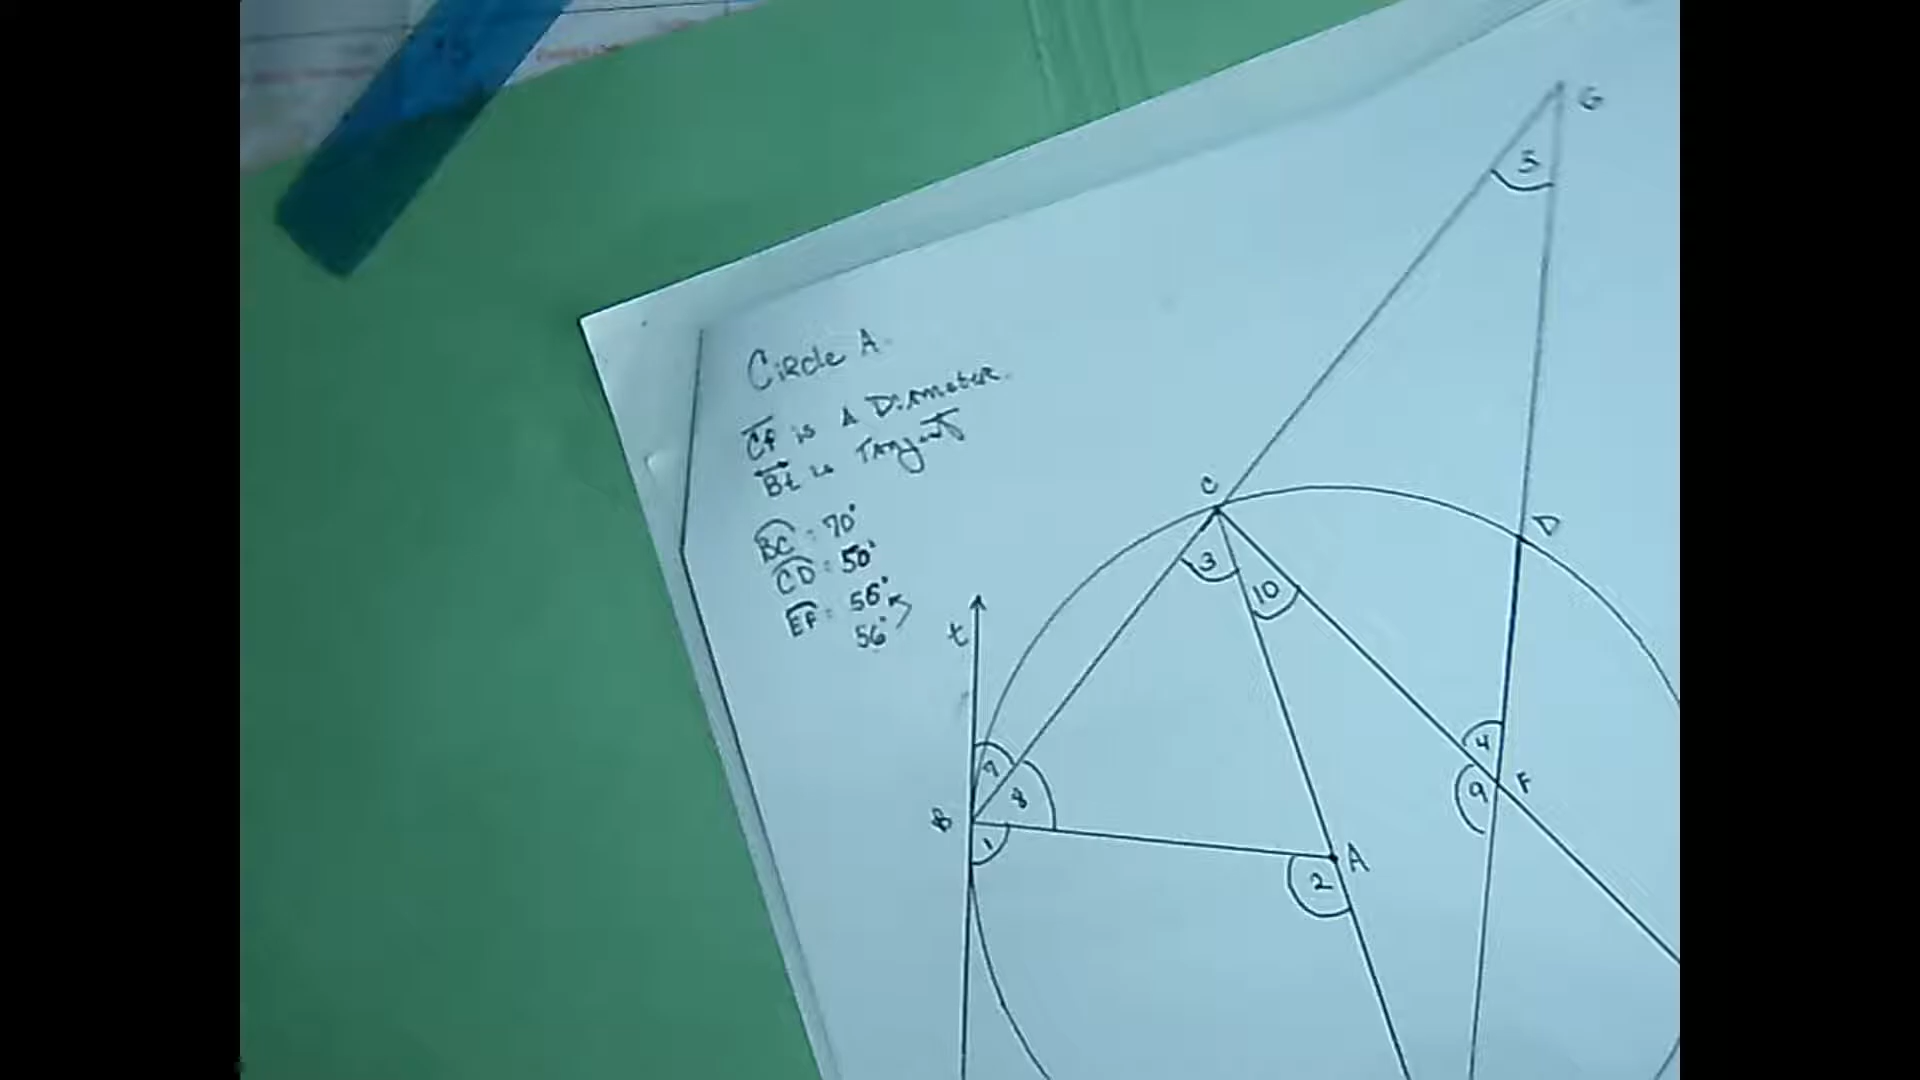 Circle A.
CF is A Diameter.
Bt is Tangent
BC : 70°
CD : 50°
EF : 56°
56°
G
5
C
D
3
10
t
4
7
8
9
F
B
1
A
2